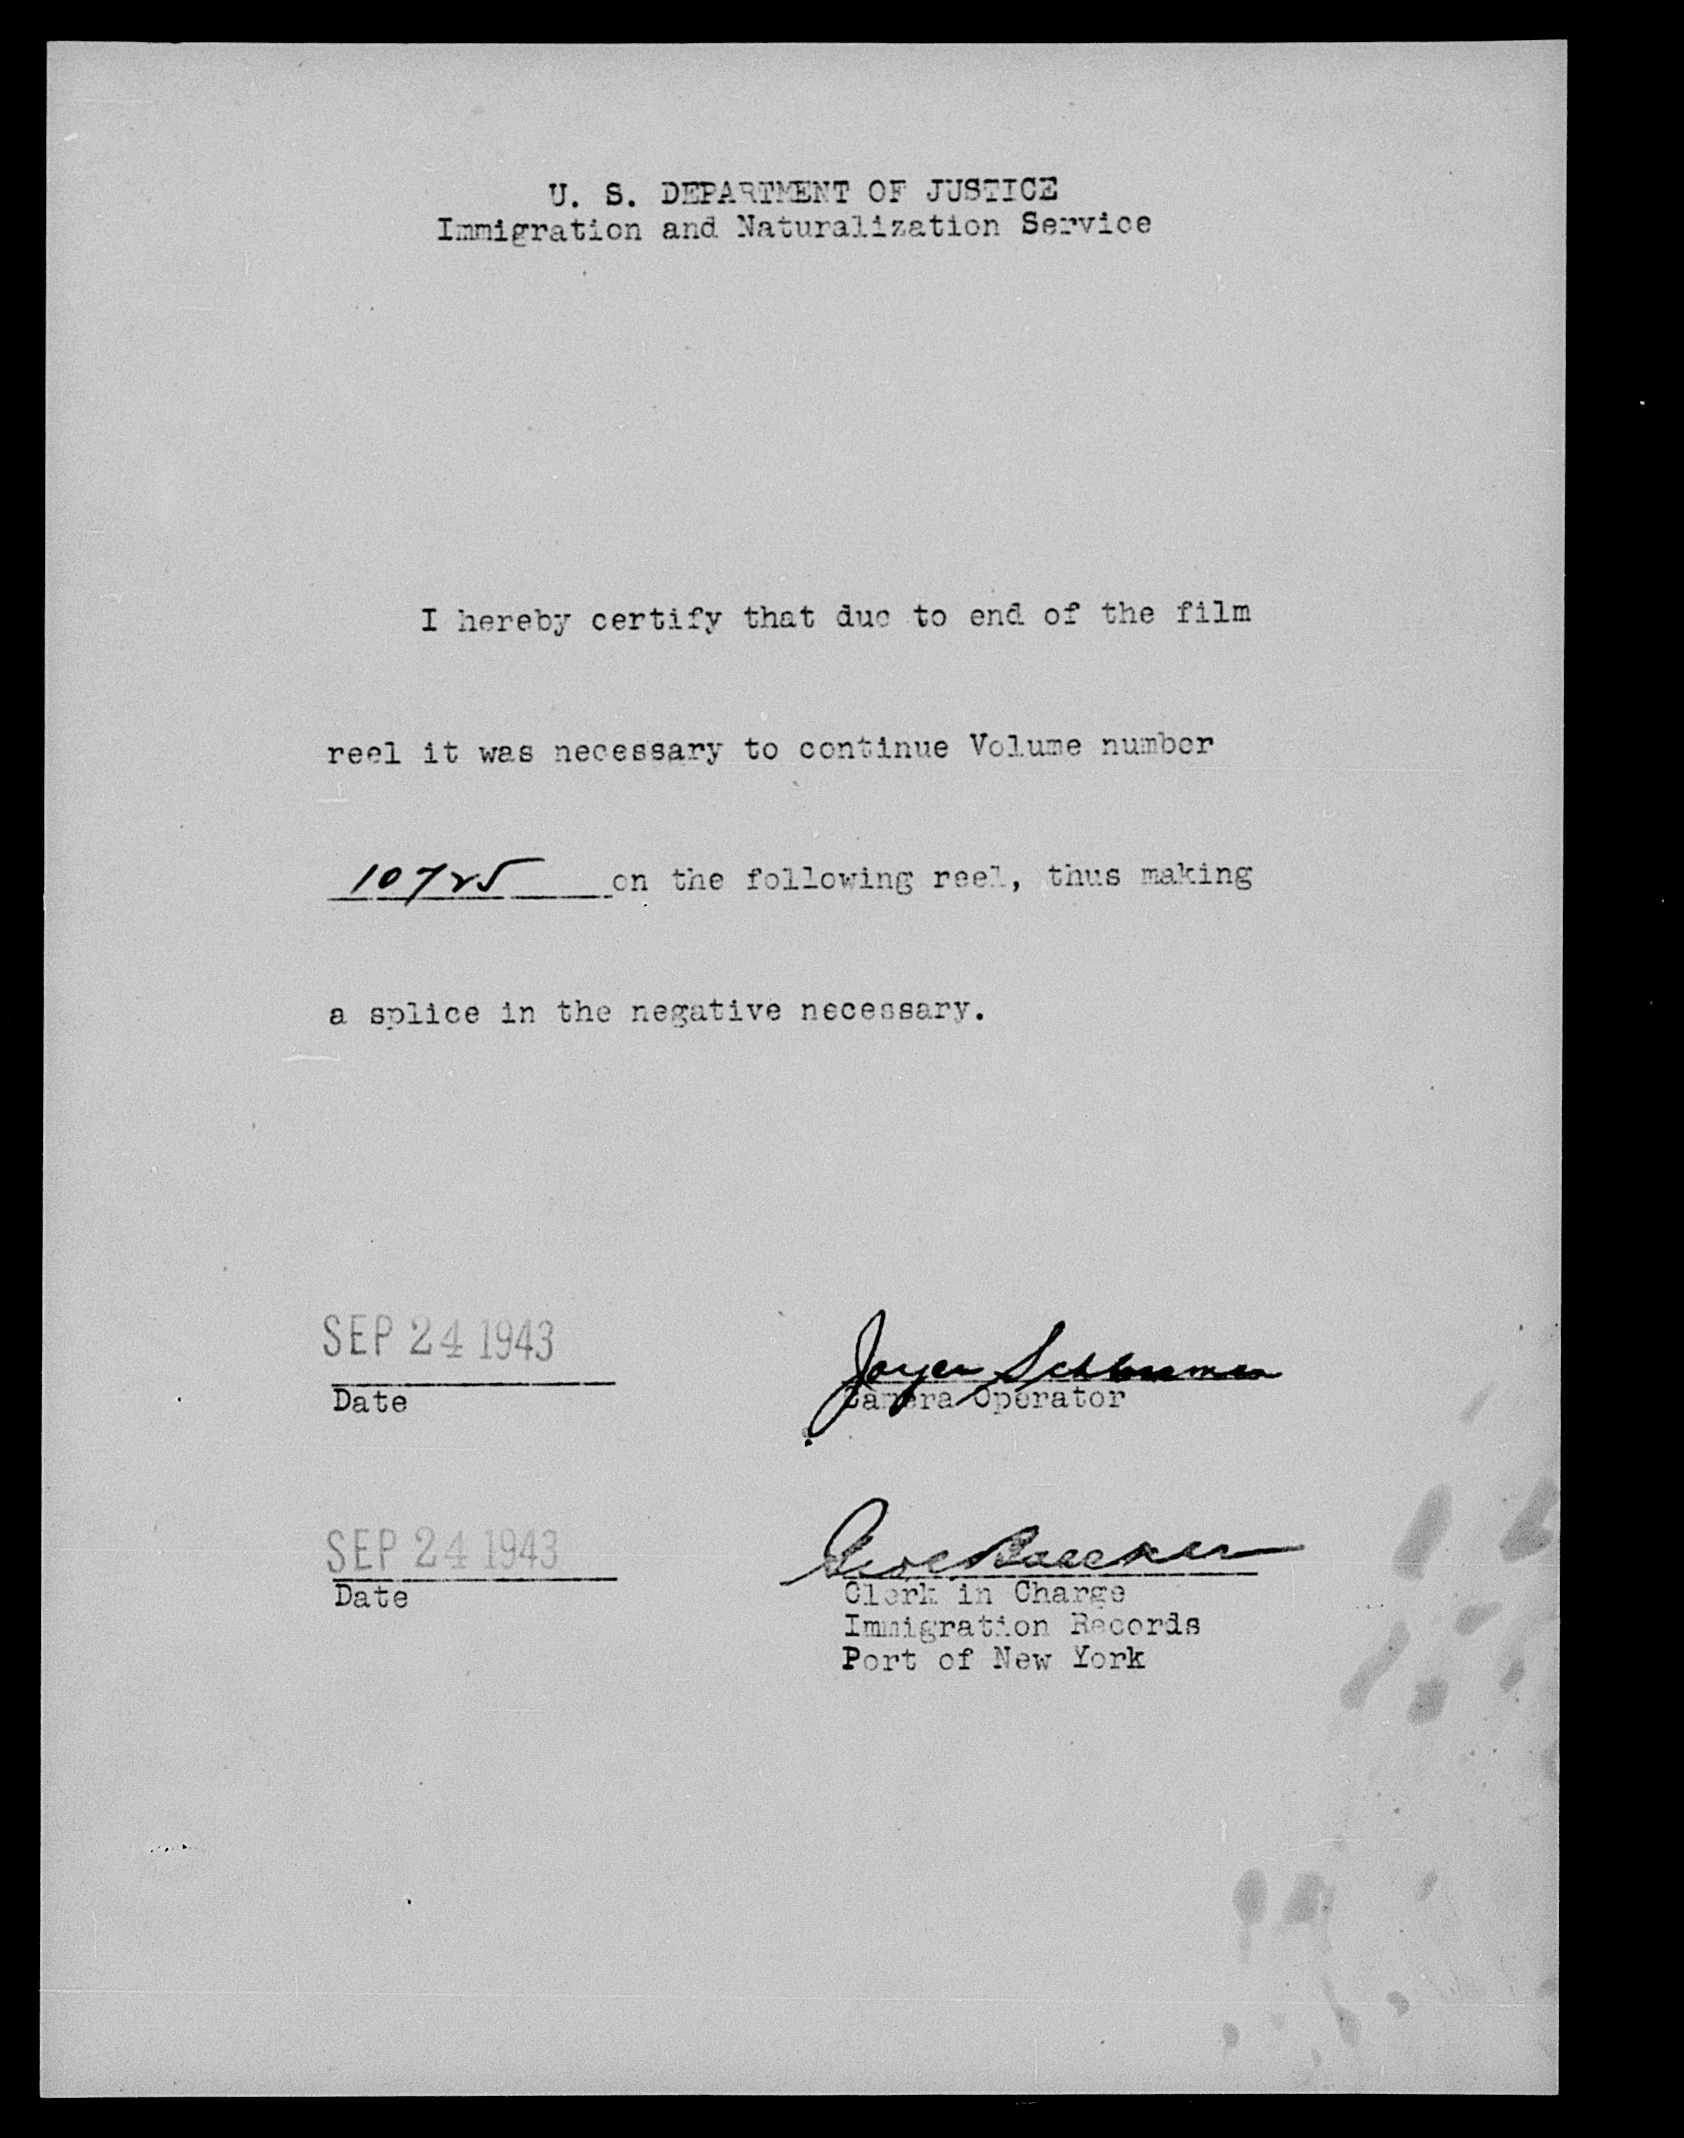 U. S. DEPARTMENT OF JUSTICE
Immigration and Naturalization Service
I hereby certify that due to end of the film
reel it was necessary to continue Volume number
10725 on the following reel, thus making
a splice in the negative necessary.
SEP 24 1943
Date
Camera Operator
SEP 24 1943
Date
Clerk in Charge
Immigration Records
Port of New York